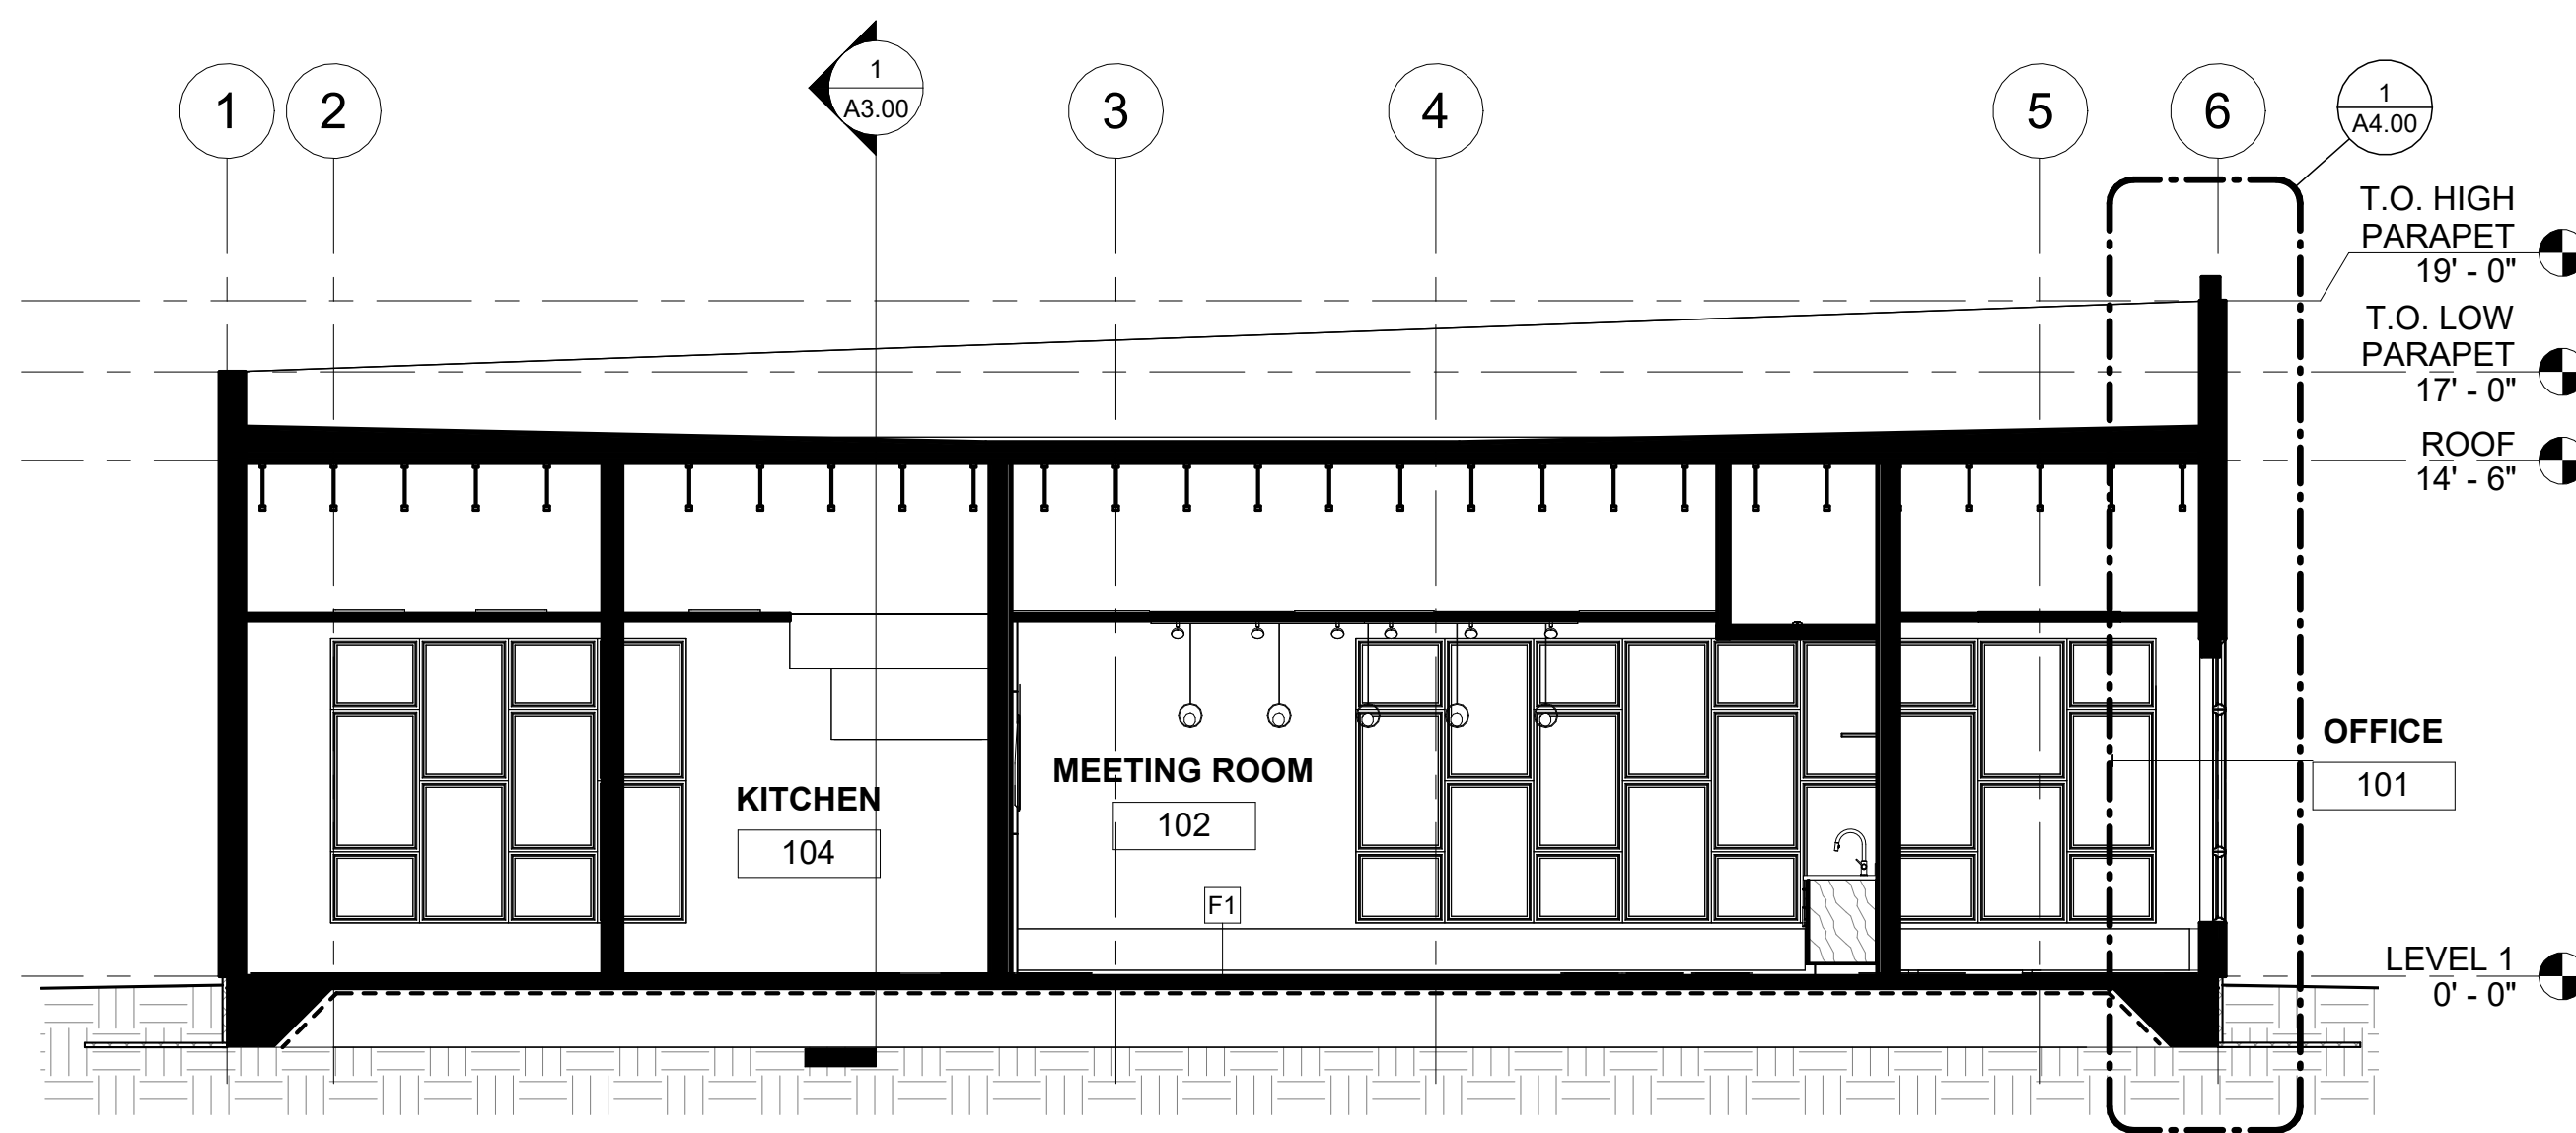 1
2
1
A3.00
3
4
5
6
1
A4.00
T.O. HIGH
PARAPET
19' - 0"
T.O. LOW
PARAPET
17' - 0"
ROOF
14' - 6"
OFFICE
101
MEETING ROOM
102
KITCHEN
104
F1
LEVEL 1
0' - 0"